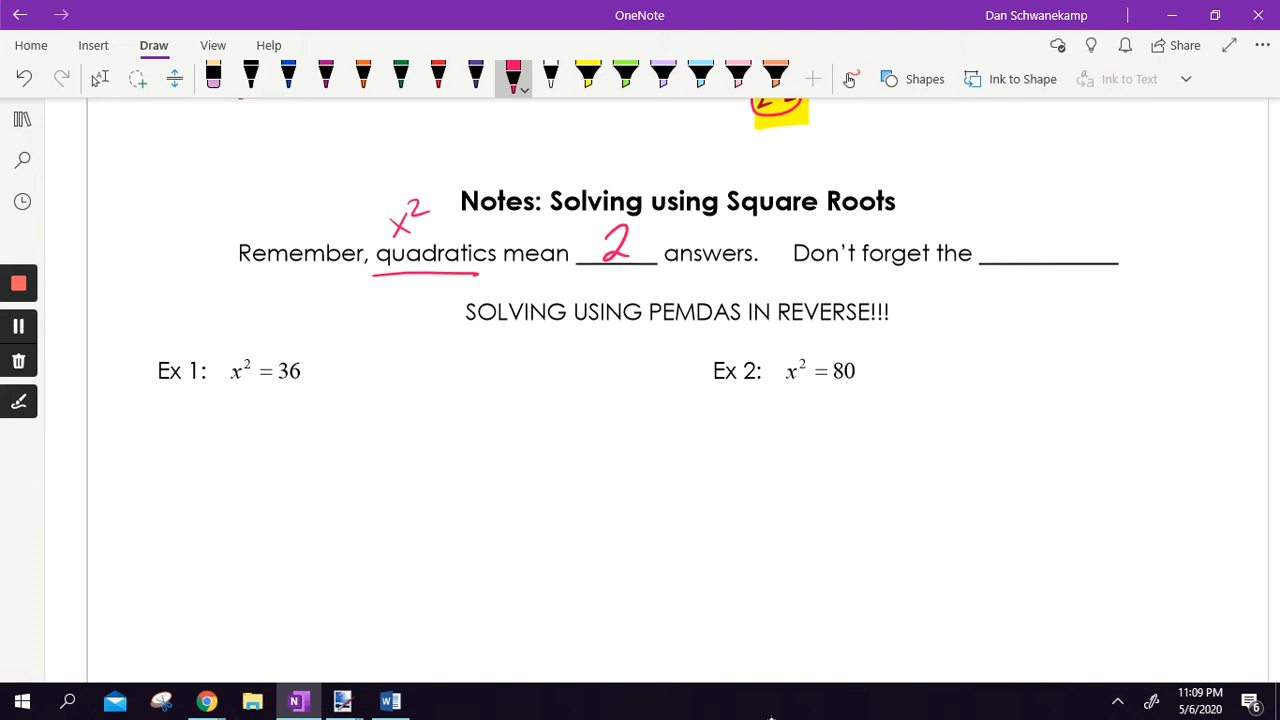 OneNote
Dan Schwanekamp
Home Insert Draw View Help
Share
Shapes
Ink to Shape
Ink to Text
Notes: Solving using Square Roots
x²
Remember, quadratics mean 2 answers. Don't forget the ____________
SOLVING USING PEMDAS IN REVERSE!!!
Ex 1: x² = 36
Ex 2: x² = 80
11:09 PM
5/6/2020
6